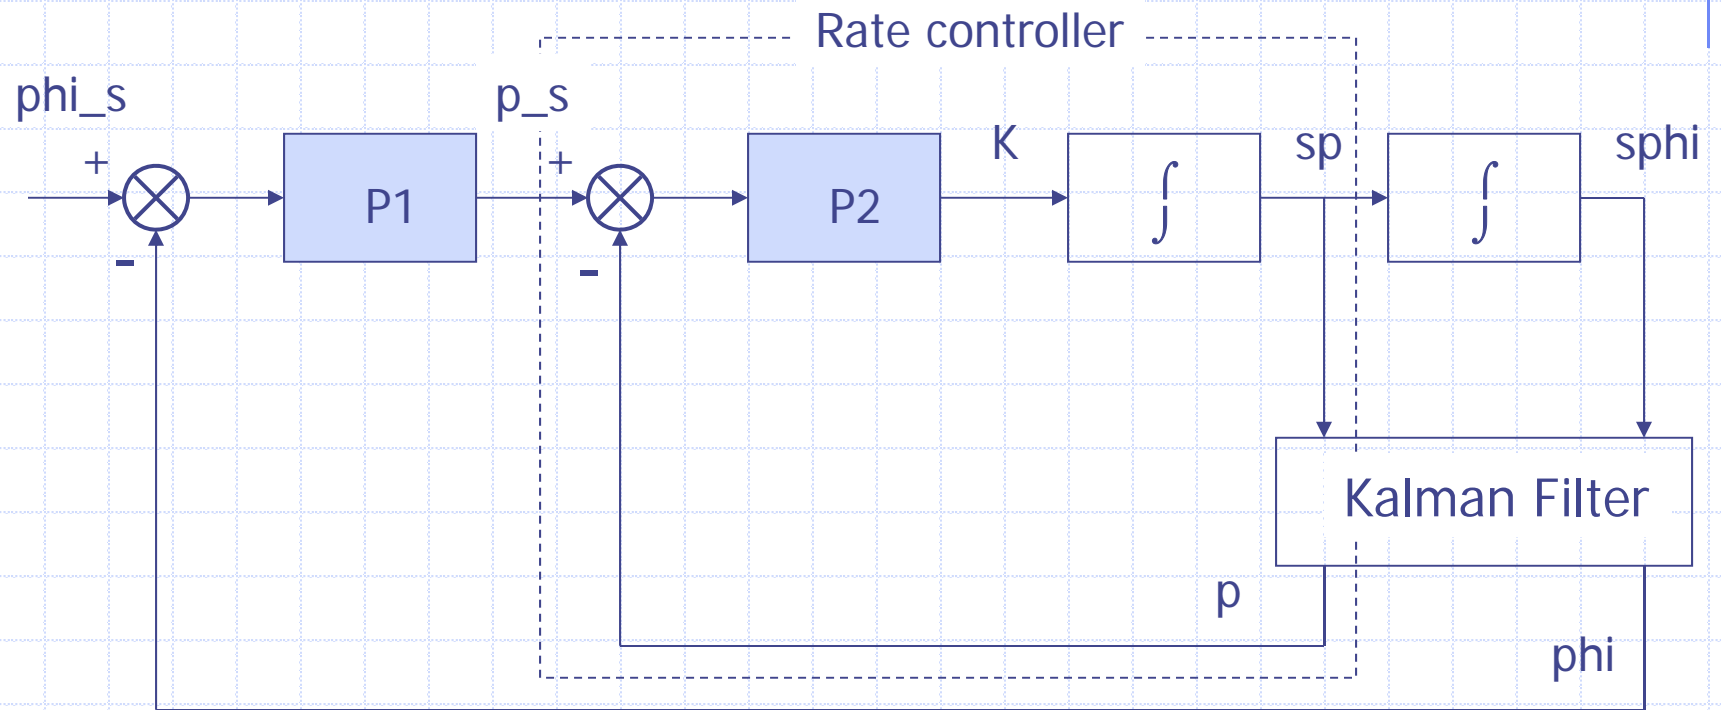 Rate controller
phi_s
p_s
K
sp
sphi
+
+
P1
P2
∫
∫
-
-
Kalman Filter
p
phi